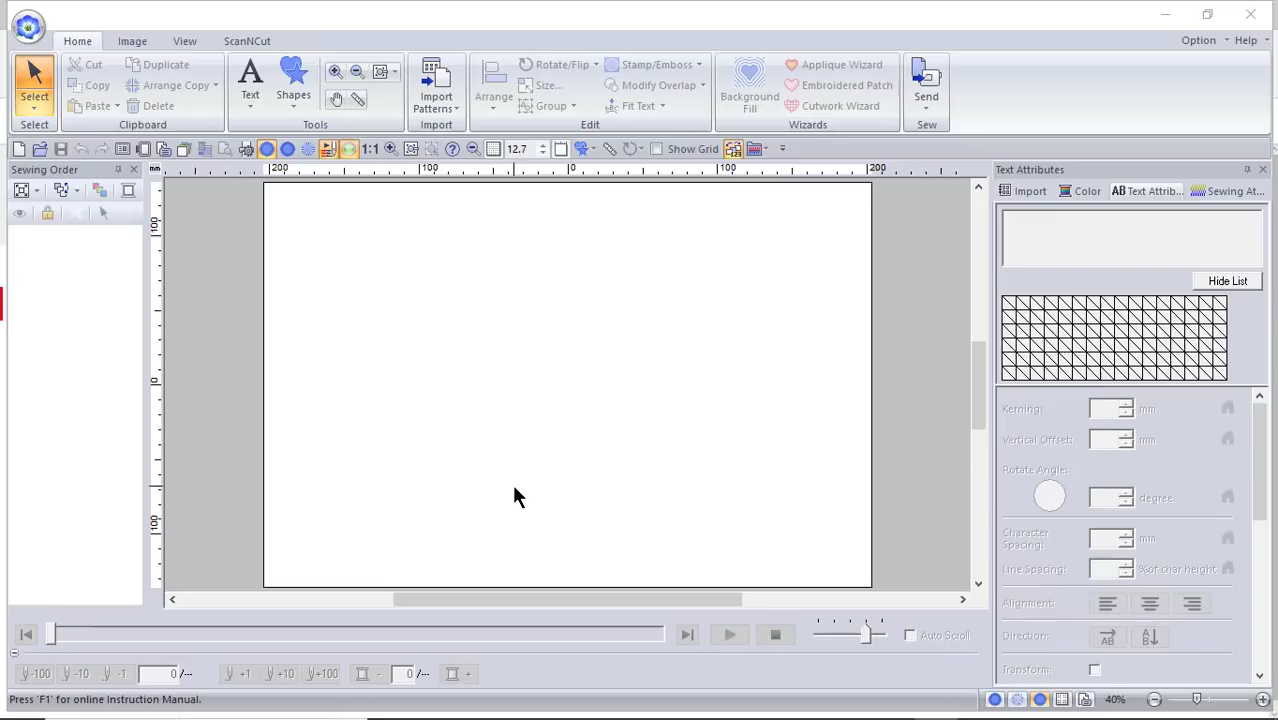 Home Image View ScanNCut Option Help
Select Cut Copy Paste Duplicate Arrange Copy Delete Text Shapes Import Patterns Arrange Rotate/Flip Size... Group Stamp/Emboss Modify Overlap Fit Text Background Fill Applique Wizard Embroidered Patch Cutwork Wizard Send
Select Clipboard Tools Import Edit Wizards Sew
1:1 12.7 Show Grid
Sewing Order mm 200 100 0 100 200 Text Attributes
Import Color AB Text Attrib... Sewing At...
100
0
100
Hide List
Kerning: mm
Vertical Offset: mm
Rotate Angle:
degree
Character Spacing: mm
Line Spacing: %of char height
Alignment:
Direction: AB A B
Transform:
Auto Scroll
-100 -10 -1 0 /--- +1 +10 +100 - 0 /--- +
Press 'F1' for online Instruction Manual. 40%